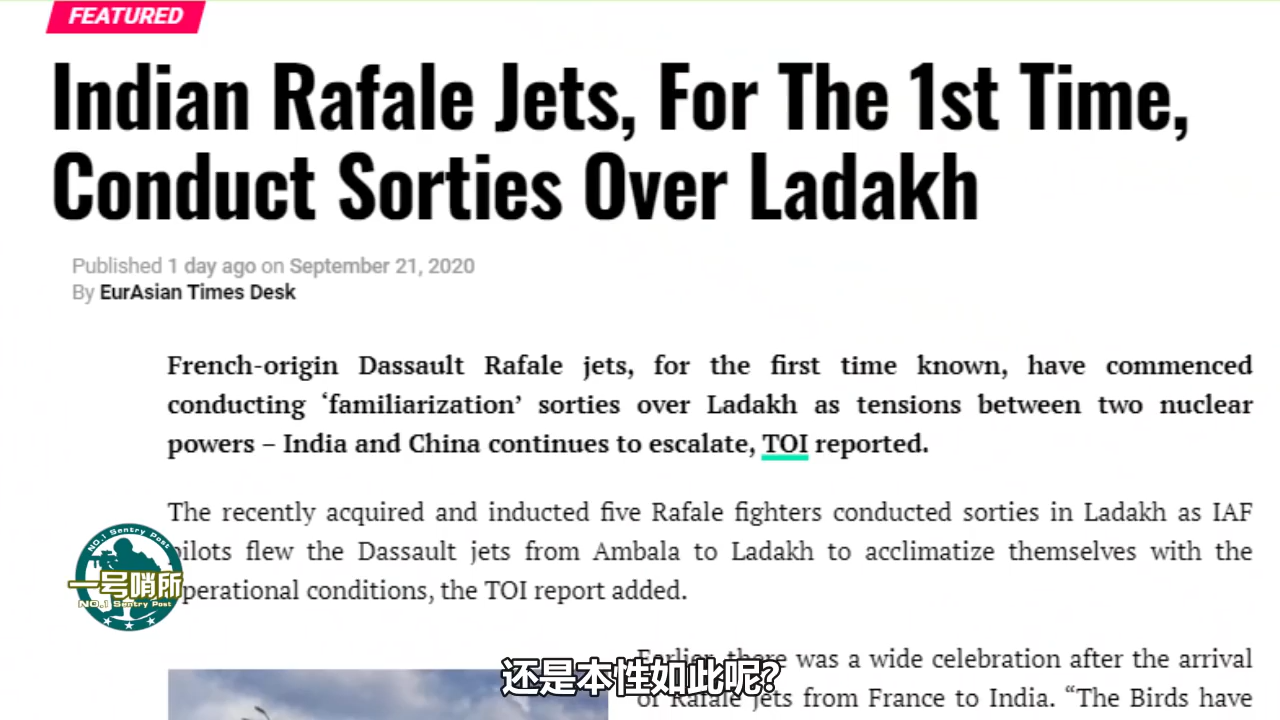 FEATURED
Indian Rafale Jets, For The 1st Time,
Conduct Sorties Over Ladakh
Published 1 day ago on September 21, 2020
By EurAsian Times Desk
French-origin Dassault Rafale jets, for the first time known, have commenced
conducting ‘familiarization’ sorties over Ladakh as tensions between two nuclear
powers – India and China continues to escalate, TOI reported.
The recently acquired and inducted five Rafale fighters conducted sorties in Ladakh as IAF
pilots flew the Dassault jets from Ambala to Ladakh to acclimatize themselves with the
operational conditions, the TOI report added.
NO.1 Sentry Post
一号哨所
NO.1 Sentry Post
Earlier, there was a wide celebration after the arrival
of Rafale jets from France to India. “The Birds have
还是本性如此呢?